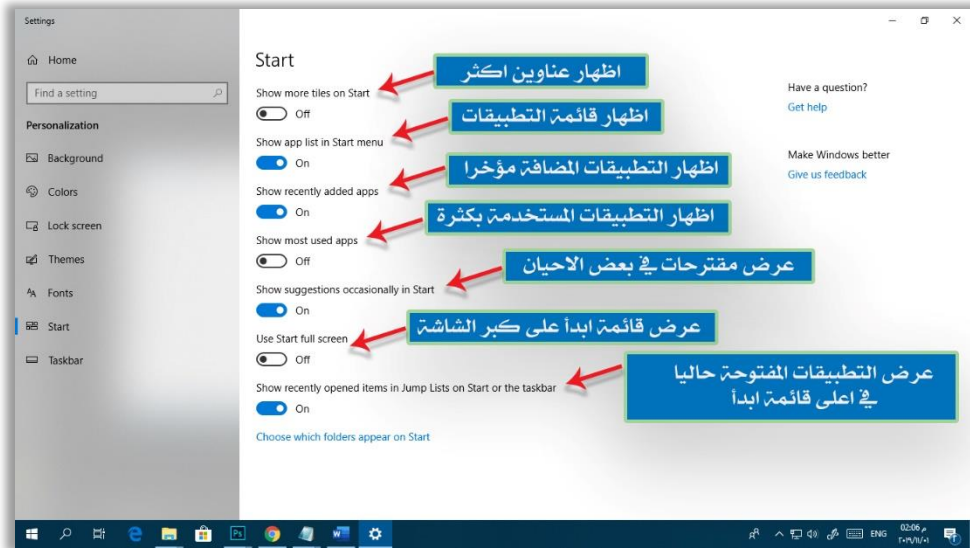 Settings
Home
Find a setting
Personalization
Background
Colors
Lock screen
Themes
Fonts
Start
Taskbar
Start
Show more tiles on Start
اظهار عناوين اكثر
Off
Show app list in Start menu
اظهار قائمة التطبيقات
On
Show recently added apps
اظهار التطبيقات المضافة مؤخرا
On
Show most used apps
اظهار التطبيقات المستخدمة بكثرة
Off
Show suggestions occasionally in Start
عرض مقترحات في بعض الاحيان
On
Use Start full screen
عرض قائمة ابدأ على كبر الشاشة
Off
Show recently opened items in Jump Lists on Start or the taskbar
عرض التطبيقات المفتوحة حاليا
في اعلى قائمة ابدأ
On
Choose which folders appear on Start
Have a question?
Get help
Make Windows better
Give us feedback
Ps
ENG
02:06 م
٢٠١٩/١١/٠١